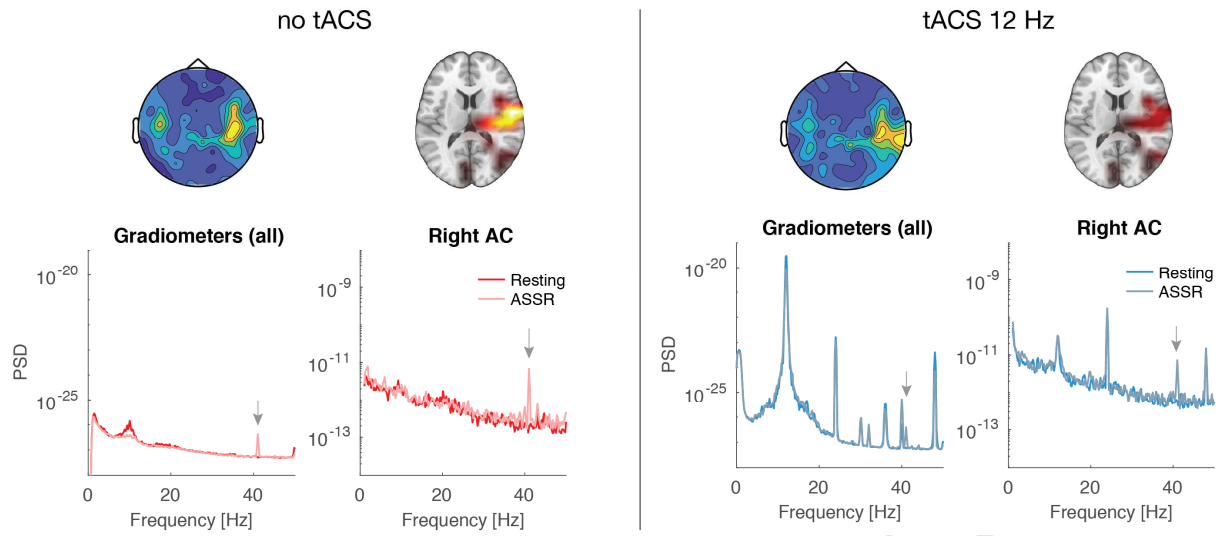 no tACS
Gradiometers (all)
Right AC
PSD
10-20
10-25
0
20
40
Frequency [Hz]
10-9
10-11
10-13
Resting
ASSR
0
20
40
Frequency [Hz]
tACS 12 Hz
Gradiometers (all)
Right AC
PSD
10-20
10-25
0
20
40
Frequency [Hz]
10-9
10-11
10-13
Resting
ASSR
0
20
40
Frequency [Hz]